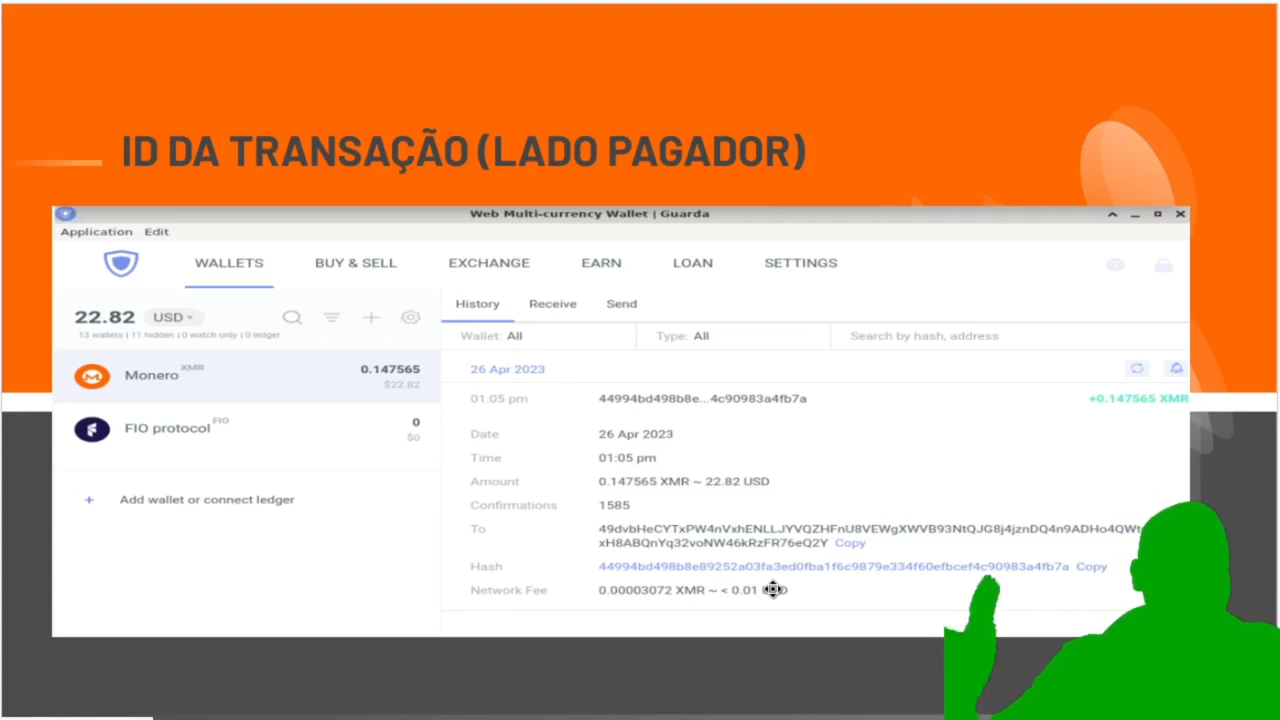 ID DA TRANSAÇÃO (LADO PAGADOR)
Web Multi-currency Wallet | Guarda
Application Edit
WALLETS BUY & SELL EXCHANGE EARN LOAN SETTINGS
22.82 USD
13 wallets | 11 hidden | 0 watch only | 0 ledger
History Receive Send
Wallet: All Type: All Search by hash, address
Monero XMR 0.147565
$22.82
FIO protocol FIO 0
$0
+ Add wallet or connect ledger
26 Apr 2023
01:05 pm 44994bd498b8e...4c90983a4fb7a +0.147565 XMR
Date 26 Apr 2023
Time 01:05 pm
Amount 0.147565 XMR ~ 22.82 USD
Confirmations 1585
To 49dvbHeCYTxPW4nVxhENLLJYVQZHFnU8VEWgXWVB93NtQJG8j4jznDQ4n9ADHo4QWt
xH8ABQnYq32voNW46kRzFR76eQ2Y Copy
Hash 44994bd498b8e89252a03fa3ed0fba1f6c9879e334f60efbcef4c90983a4fb7a Copy
Network Fee 0.00003072 XMR ~ < 0.01